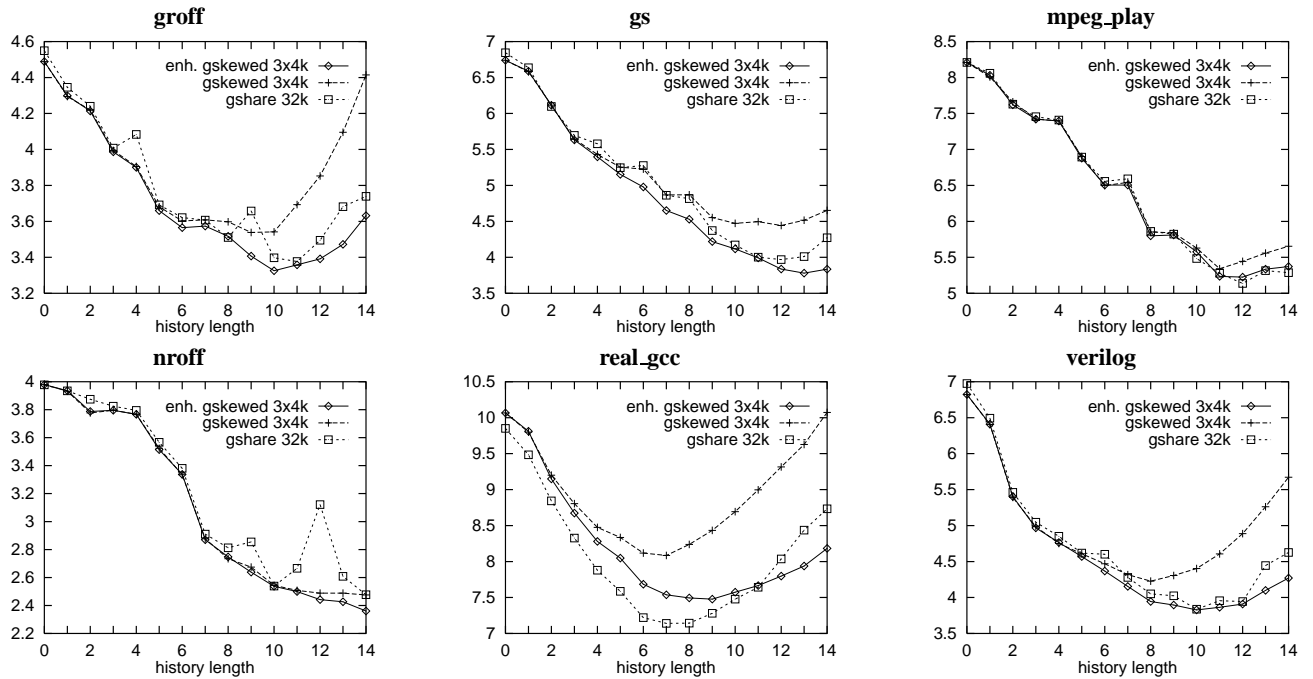 groff
4.6
4.4
4.2
4
3.8
3.6
3.4
3.2
enh. gskewed 3x4k
gskewed 3x4k
gshare 32k
0 2 4 6 8 10 12 14
history length
gs
7
6.5
6
5.5
5
4.5
4
3.5
enh. gskewed 3x4k
gskewed 3x4k
gshare 32k
0 2 4 6 8 10 12 14
history length
mpeg_play
8.5
8
7.5
7
6.5
6
5.5
5
enh. gskewed 3x4k
gskewed 3x4k
gshare 32k
0 2 4 6 8 10 12 14
history length
nroff
4
3.8
3.6
3.4
3.2
3
2.8
2.6
2.4
2.2
enh. gskewed 3x4k
gskewed 3x4k
gshare 32k
0 2 4 6 8 10 12 14
history length
real_gcc
10.5
10
9.5
9
8.5
8
7.5
7
enh. gskewed 3x4k
gskewed 3x4k
gshare 32k
0 2 4 6 8 10 12 14
history length
verilog
7
6.5
6
5.5
5
4.5
4
3.5
enh. gskewed 3x4k
gskewed 3x4k
gshare 32k
0 2 4 6 8 10 12 14
history length